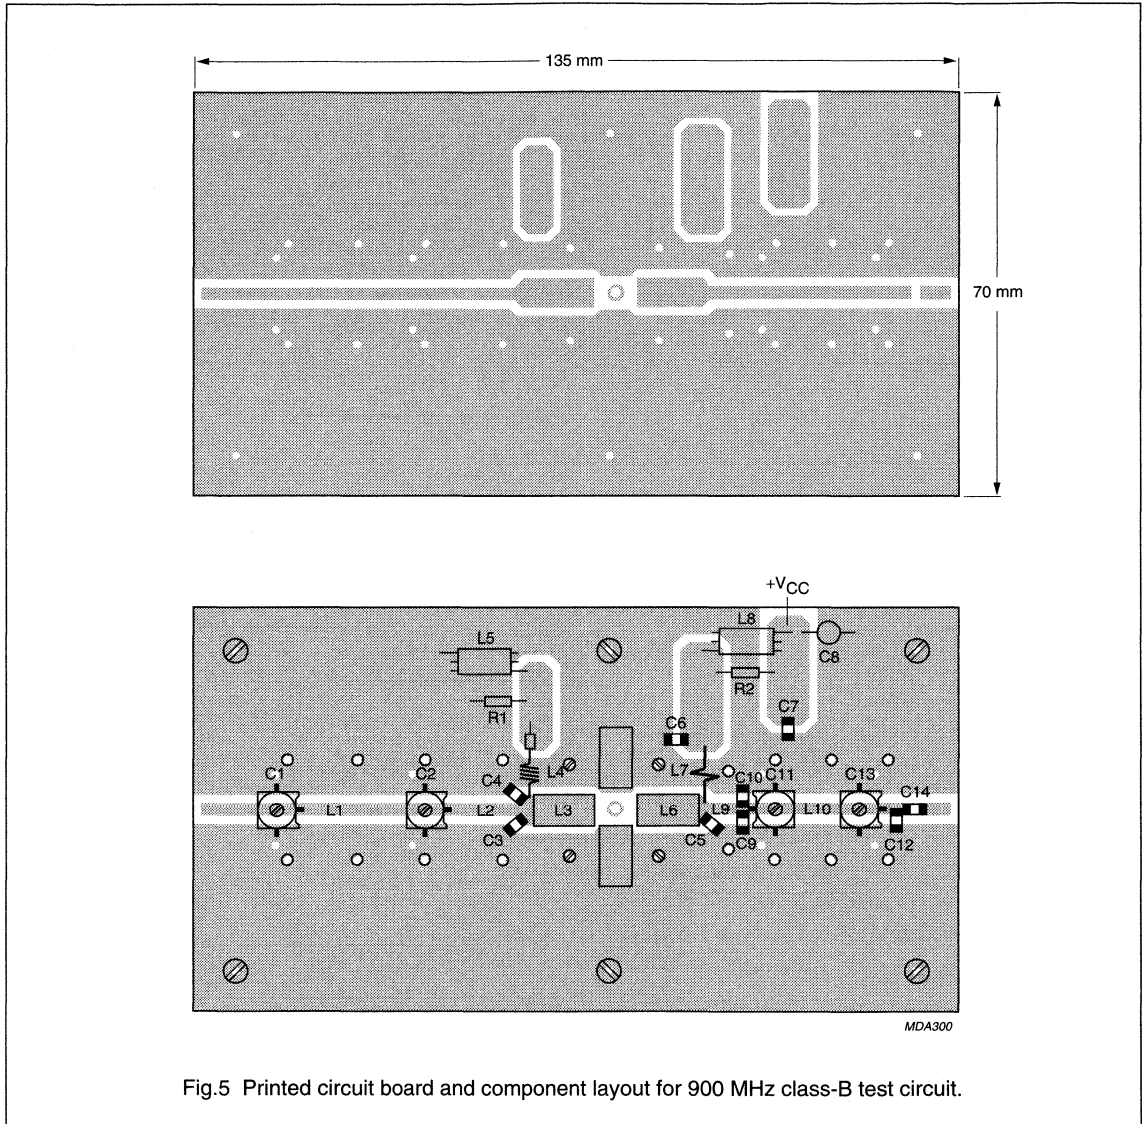 135 mm
70 mm
+VCC
L5
L8
C8
R2
R1
C7
C6
C1
C2
C4
L4
L7
C10
C11
C13
C14
L1
L2
L3
L6
L9
L10
C3
C5
C9
C12
MDA300
Fig.5 Printed circuit board and component layout for 900 MHz class-B test circuit.